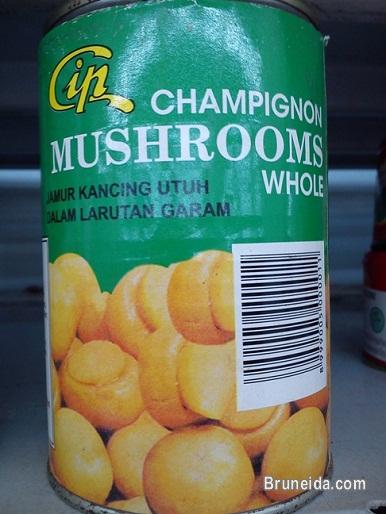 Cip
CHAMPIGNON
MUSHROOMS
WHOLE
JAMUR KANCING UTUH
DALAM LARUTAN GARAM
Bruneida.com